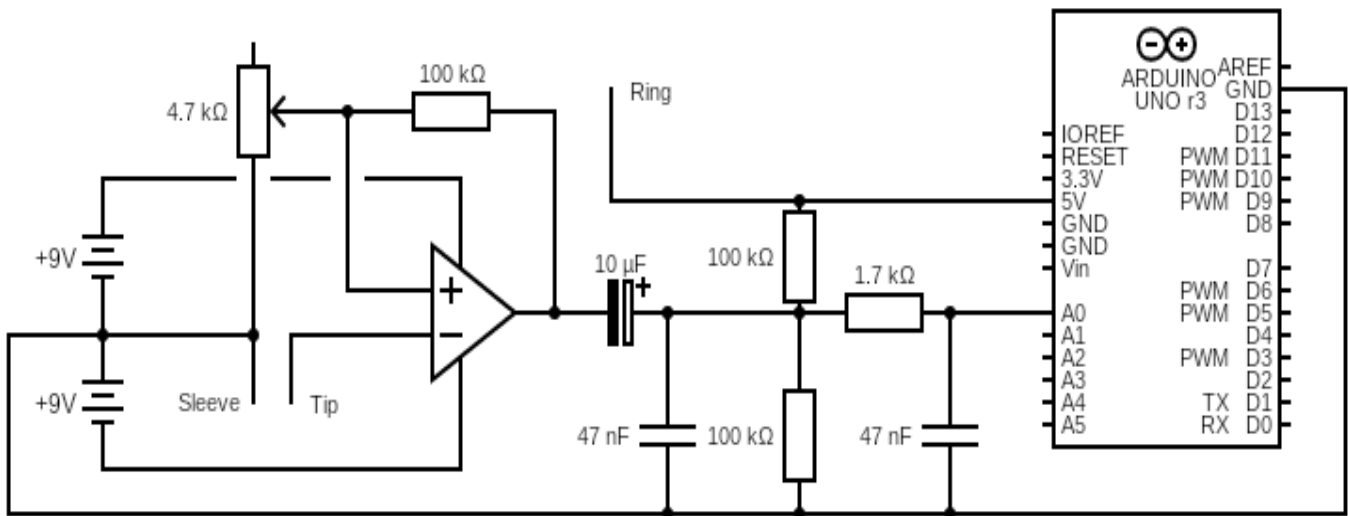 100 kΩ
4.7 kΩ
+9V
+9V
Sleeve
Tip
+
−
10 µF
+
Ring
100 kΩ
1.7 kΩ
47 nF
100 kΩ
47 nF
ARDUINO
UNO r3
IOREF
RESET
3.3V
5V
GND
GND
Vin
A0
A1
A2
A3
A4
A5
AREF
GND
D13
D12
PWM D11
PWM D10
PWM D9
D8
D7
PWM D6
PWM D5
D4
PWM D3
D2
TX D1
RX D0